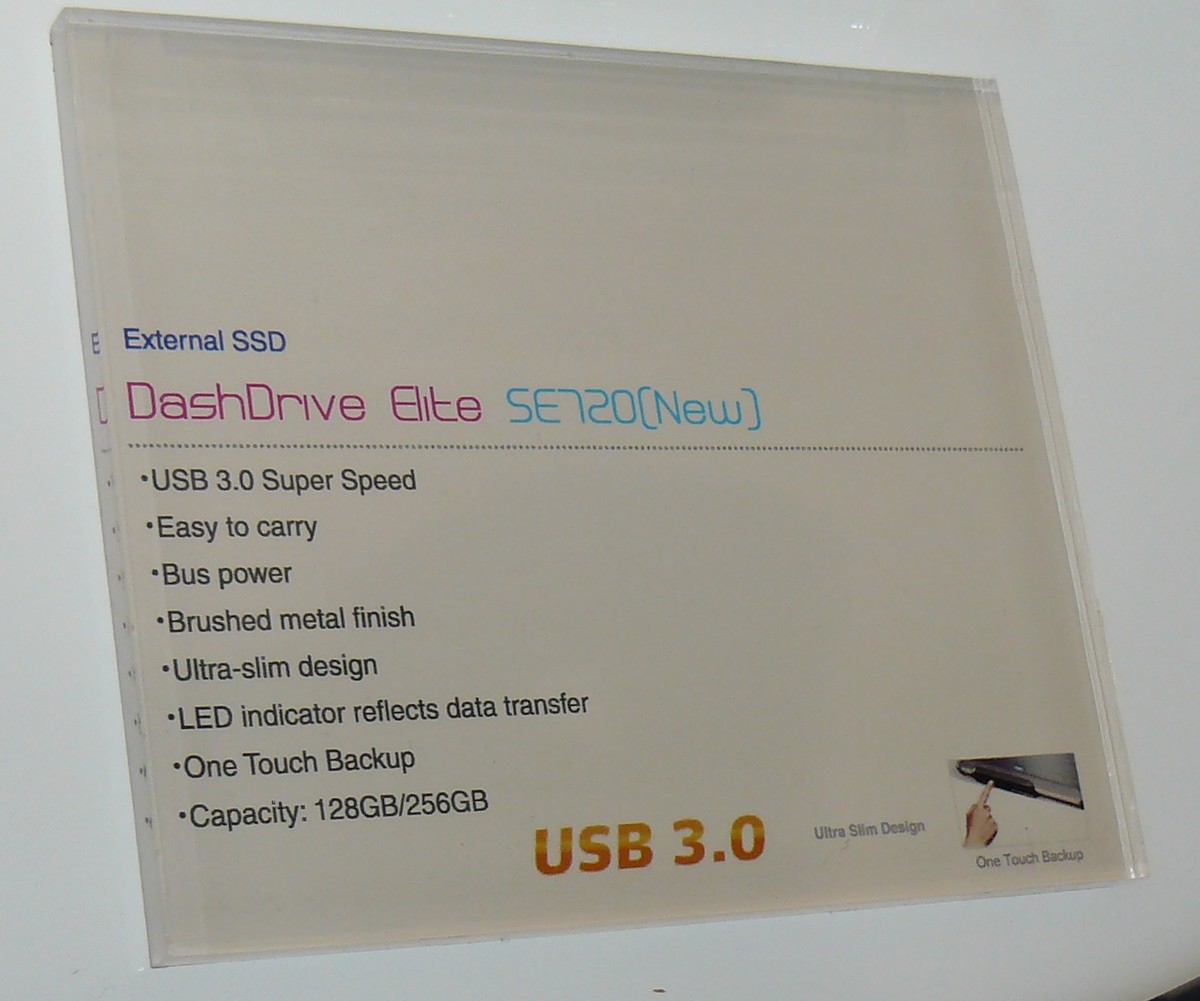 External SSD
DashDrive Elite SE720(New)
•USB 3.0 Super Speed
•Easy to carry
•Bus power
•Brushed metal finish
•Ultra-slim design
•LED indicator reflects data transfer
•One Touch Backup
•Capacity: 128GB/256GB
USB 3.0
Ultra Slim Design
One Touch Backup